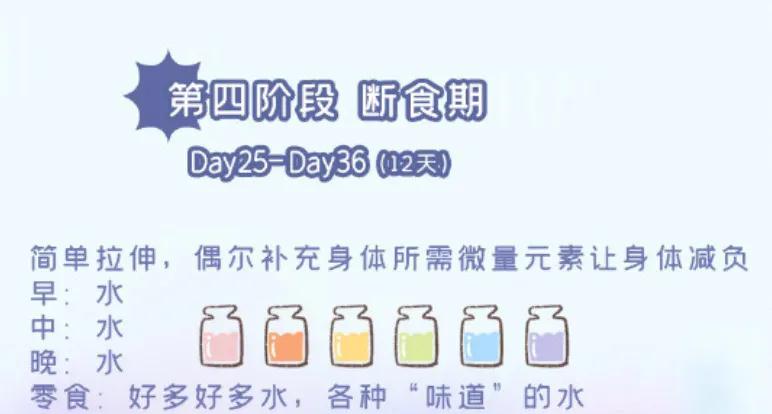 第四阶段 断食期
Day25-Day36 (12天)
简单拉伸，偶尔补充身体所需微量元素让身体减负
早：水
中：水
晚：水
零食：好多好多水，各种“味道”的水